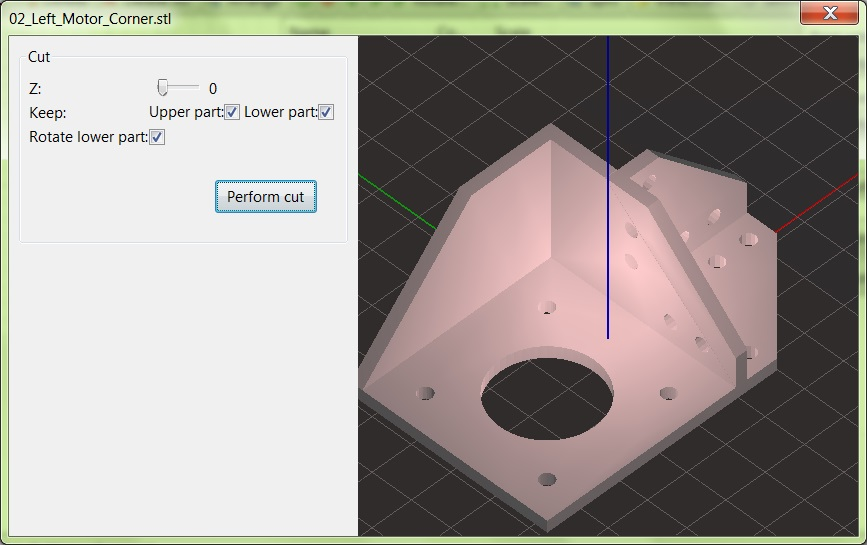 02_Left_Motor_Corner.stl
Cut
Z: 0
Keep: Upper part: Lower part:
Rotate lower part:
Perform cut